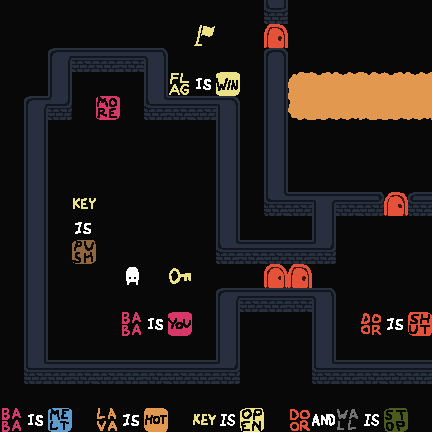 FLAG IS WIN
MORE
KEY
IS
PUSH
BABA IS YOU
DOOR IS SHUT
BABA IS MELT
LAVA IS HOT
KEY IS OPEN
DOOR AND WALL IS STOP